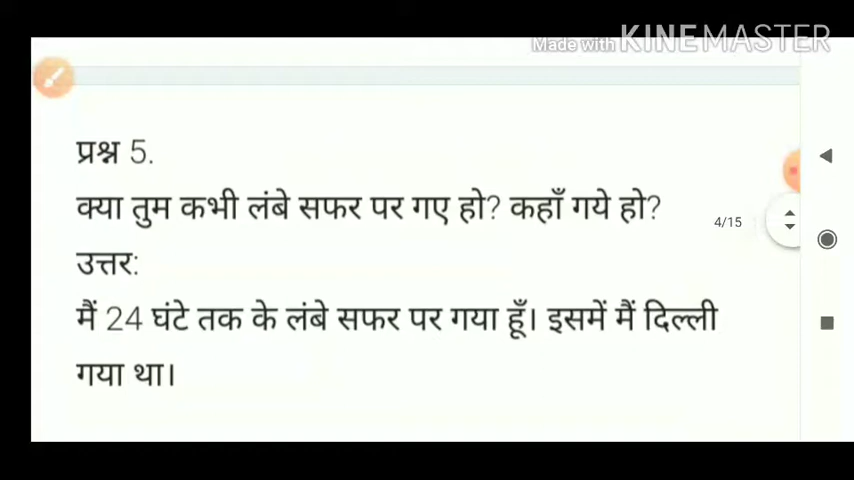 Made with KINEMASTER
प्रश्न 5.
क्या तुम कभी लंबे सफर पर गए हो? कहाँ गये हो?
4/15
उत्तर:
मैं 24 घंटे तक के लंबे सफर पर गया हूँ। इसमें मैं दिल्ली
गया था।